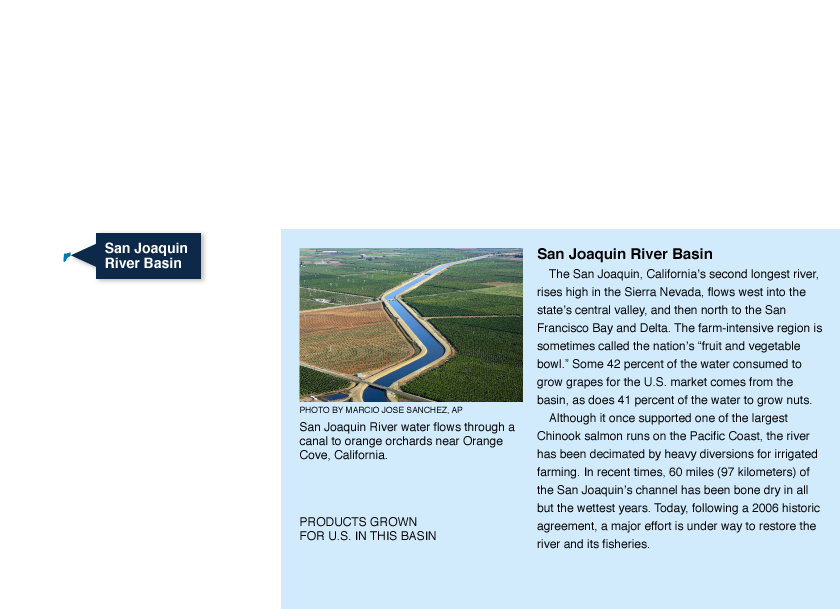 San Joaquin
River Basin
PHOTO BY MARCIO JOSE SANCHEZ, AP
San Joaquin River water flows through a
canal to orange orchards near Orange
Cove, California.
PRODUCTS GROWN
FOR U.S. IN THIS BASIN
San Joaquin River Basin
The San Joaquin, California's second longest river,
rises high in the Sierra Nevada, flows west into the
state's central valley, and then north to the San
Francisco Bay and Delta. The farm-intensive region is
sometimes called the nation's “fruit and vegetable
bowl.” Some 42 percent of the water consumed to
grow grapes for the U.S. market comes from the
basin, as does 41 percent of the water to grow nuts.
Although it once supported one of the largest
Chinook salmon runs on the Pacific Coast, the river
has been decimated by heavy diversions for irrigated
farming. In recent times, 60 miles (97 kilometers) of
the San Joaquin's channel has been bone dry in all
but the wettest years. Today, following a 2006 historic
agreement, a major effort is under way to restore the
river and its fisheries.